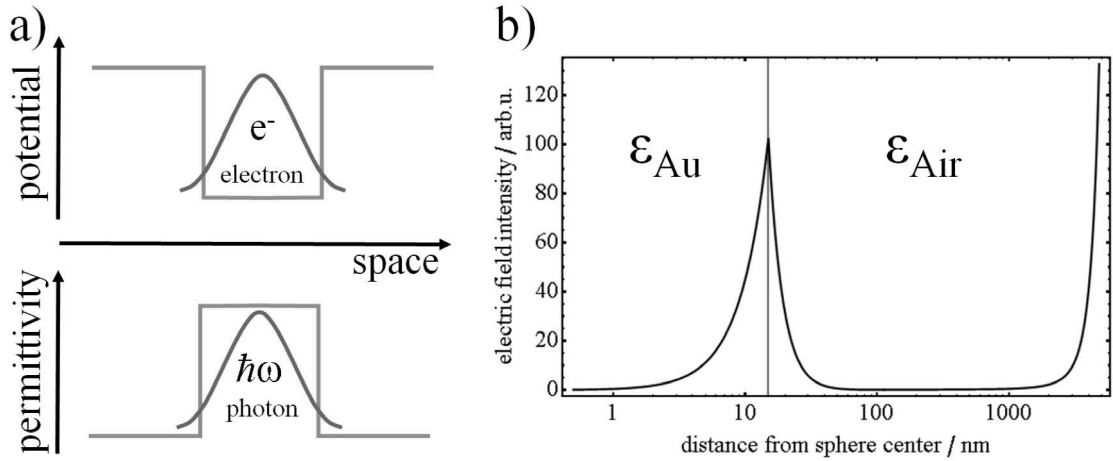 a)
potential
e-
electron
space
permittivity
ħω
photon
b)
electric field intensity / arb.u.
120
100
80
60
40
20
0
εAu
εAir
1
10
100
1000
distance from sphere center / nm